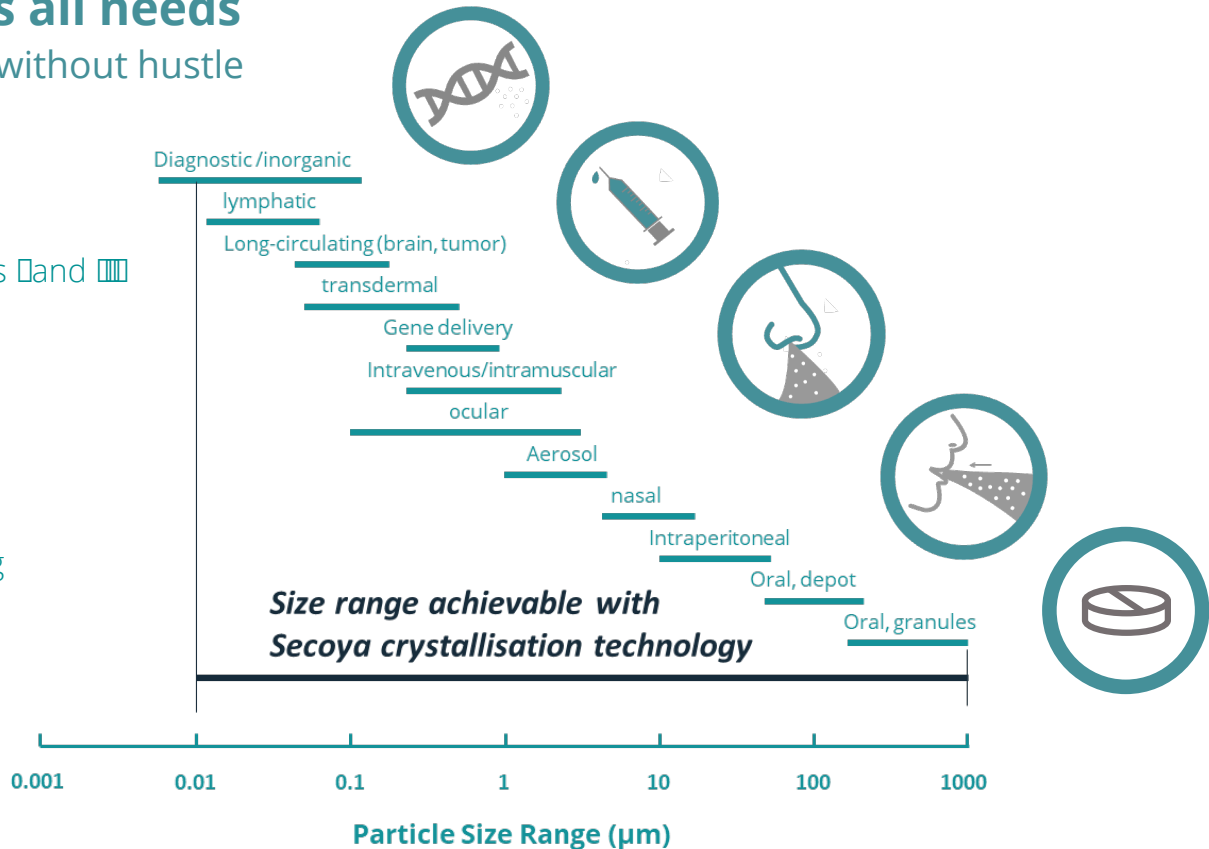 s all needs
without hustle
Diagnostic/inorganic
lymphatic
Long-circulating (brain, tumor)
s and
transdermal
Gene delivery
Intravenous/intramuscular
ocular
Aerosol
nasal
Intraperitoneal
g
Oral, depot
Size range achievable with
Secoya crystallisation technology
Oral, granules
0.001 0.01 0.1 1 10 100 1000
Particle Size Range (µm)